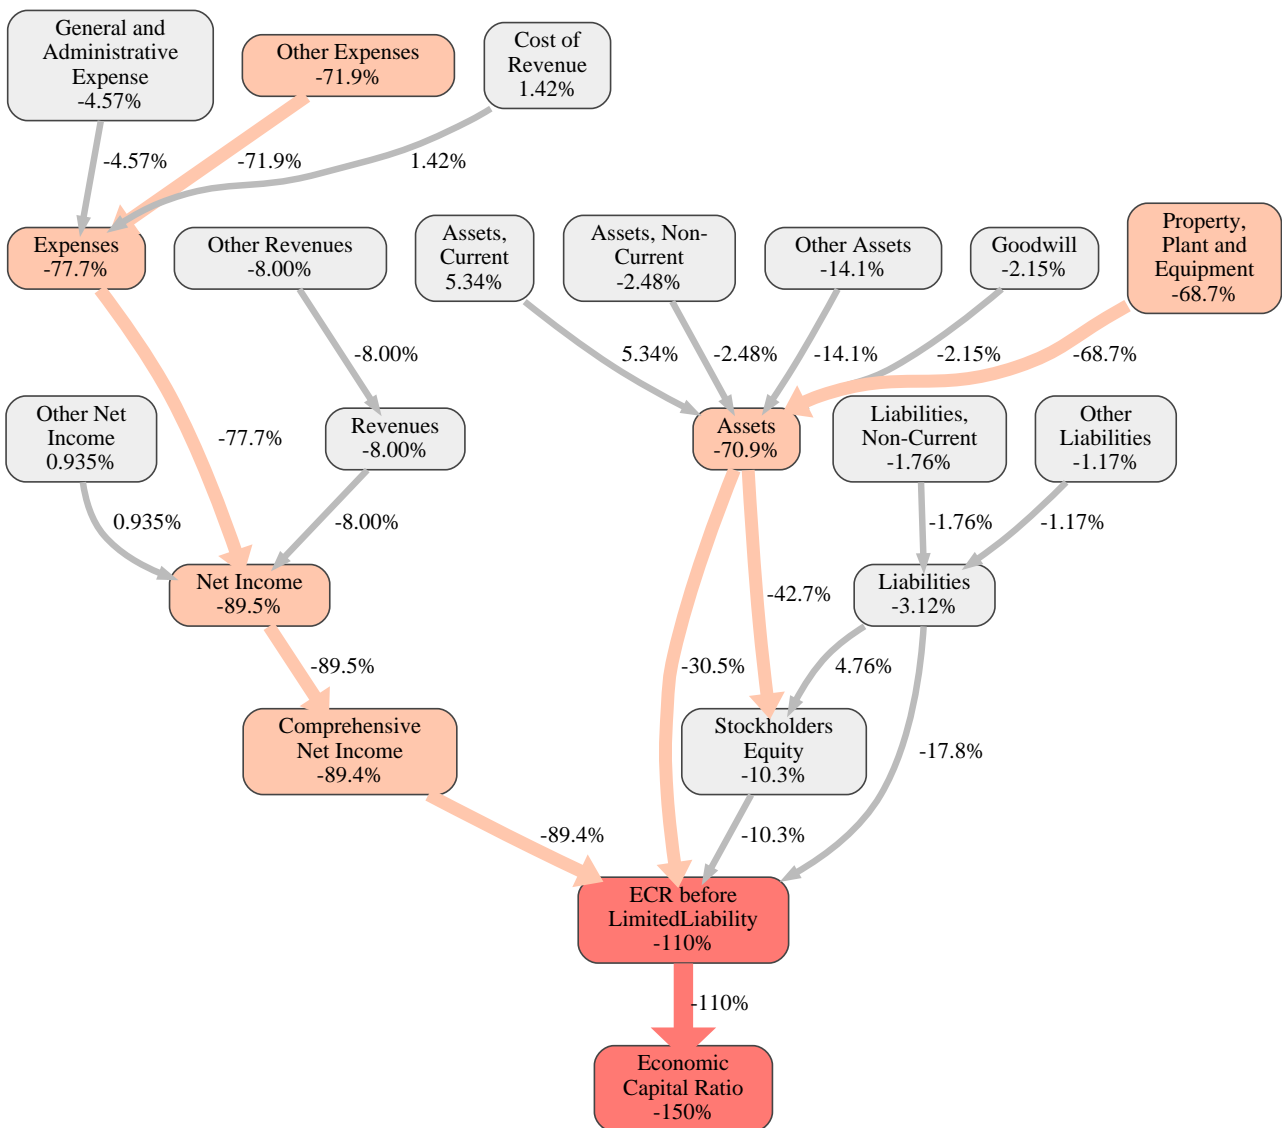 General and
Administrative
Expense
-4.57%
Other Expenses
-71.9%
Cost of
Revenue
1.42%
-4.57%
-71.9%
1.42%
Expenses
-77.7%
Other Revenues
-8.00%
Assets,
Current
5.34%
Assets, Non-
Current
-2.48%
Other Assets
-14.1%
Goodwill
-2.15%
Property,
Plant and
Equipment
-68.7%
-8.00%
5.34%
-2.48%
-14.1%
-2.15%
-68.7%
Other Net
Income
0.935%
-77.7%
Revenues
-8.00%
Assets
-70.9%
Liabilities,
Non-Current
-1.76%
Other
Liabilities
-1.17%
0.935%
-8.00%
-1.76%
-1.17%
Net Income
-89.5%
-42.7%
Liabilities
-3.12%
-89.5%
-30.5%
4.76%
Comprehensive
Net Income
-89.4%
Stockholders
Equity
-10.3%
-17.8%
-89.4%
-10.3%
ECR before
LimitedLiability
-110%
-110%
Economic
Capital Ratio
-150%